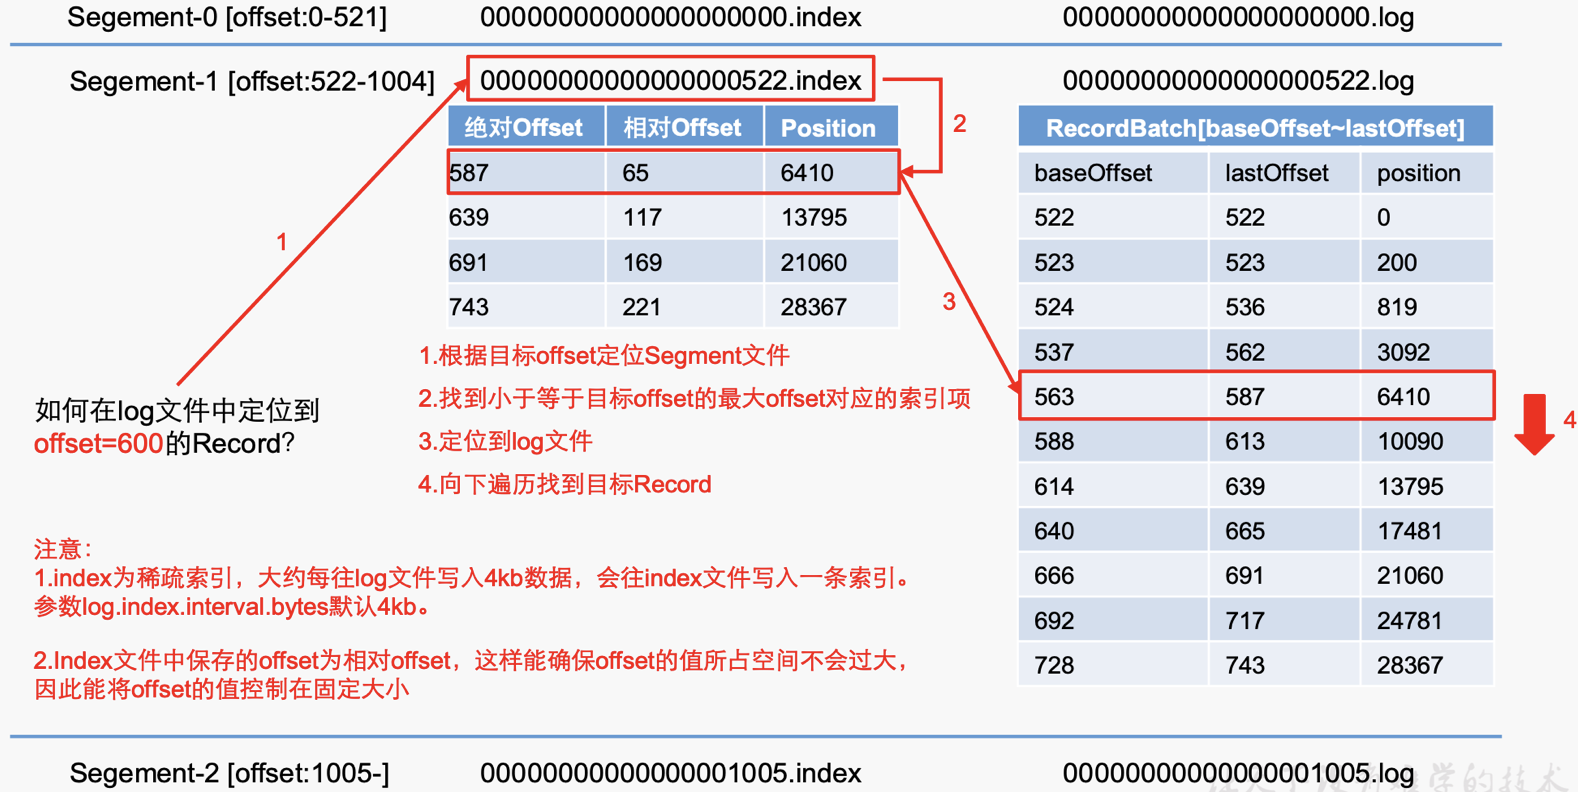 Segement-0 [offset:0-521] 00000000000000000000.index 00000000000000000000.log
Segement-1 [offset:522-1004] 00000000000000000522.index 00000000000000000522.log
绝对Offset 相对Offset Position
587 65 6410
639 117 13795
691 169 21060
743 221 28367
2
1
3
RecordBatch[baseOffset~lastOffset]
baseOffset lastOffset position
522 522 0
523 523 200
524 536 819
537 562 3092
563 587 6410
588 613 10090
614 639 13795
640 665 17481
666 691 21060
692 717 24781
728 743 28367
4
如何在log文件中定位到
offset=600的Record?
1.根据目标offset定位Segment文件
2.找到小于等于目标offset的最大offset对应的索引项
3.定位到log文件
4.向下遍历找到目标Record
注意：
1.index为稀疏索引，大约每往log文件写入4kb数据，会往index文件写入一条索引。
参数log.index.interval.bytes默认4kb。
2.Index文件中保存的offset为相对offset，这样能确保offset的值所占空间不会过大，
因此能将offset的值控制在固定大小
Segement-2 [offset:1005-] 00000000000000001005.index 00000000000000001005.log
没有难学的技术